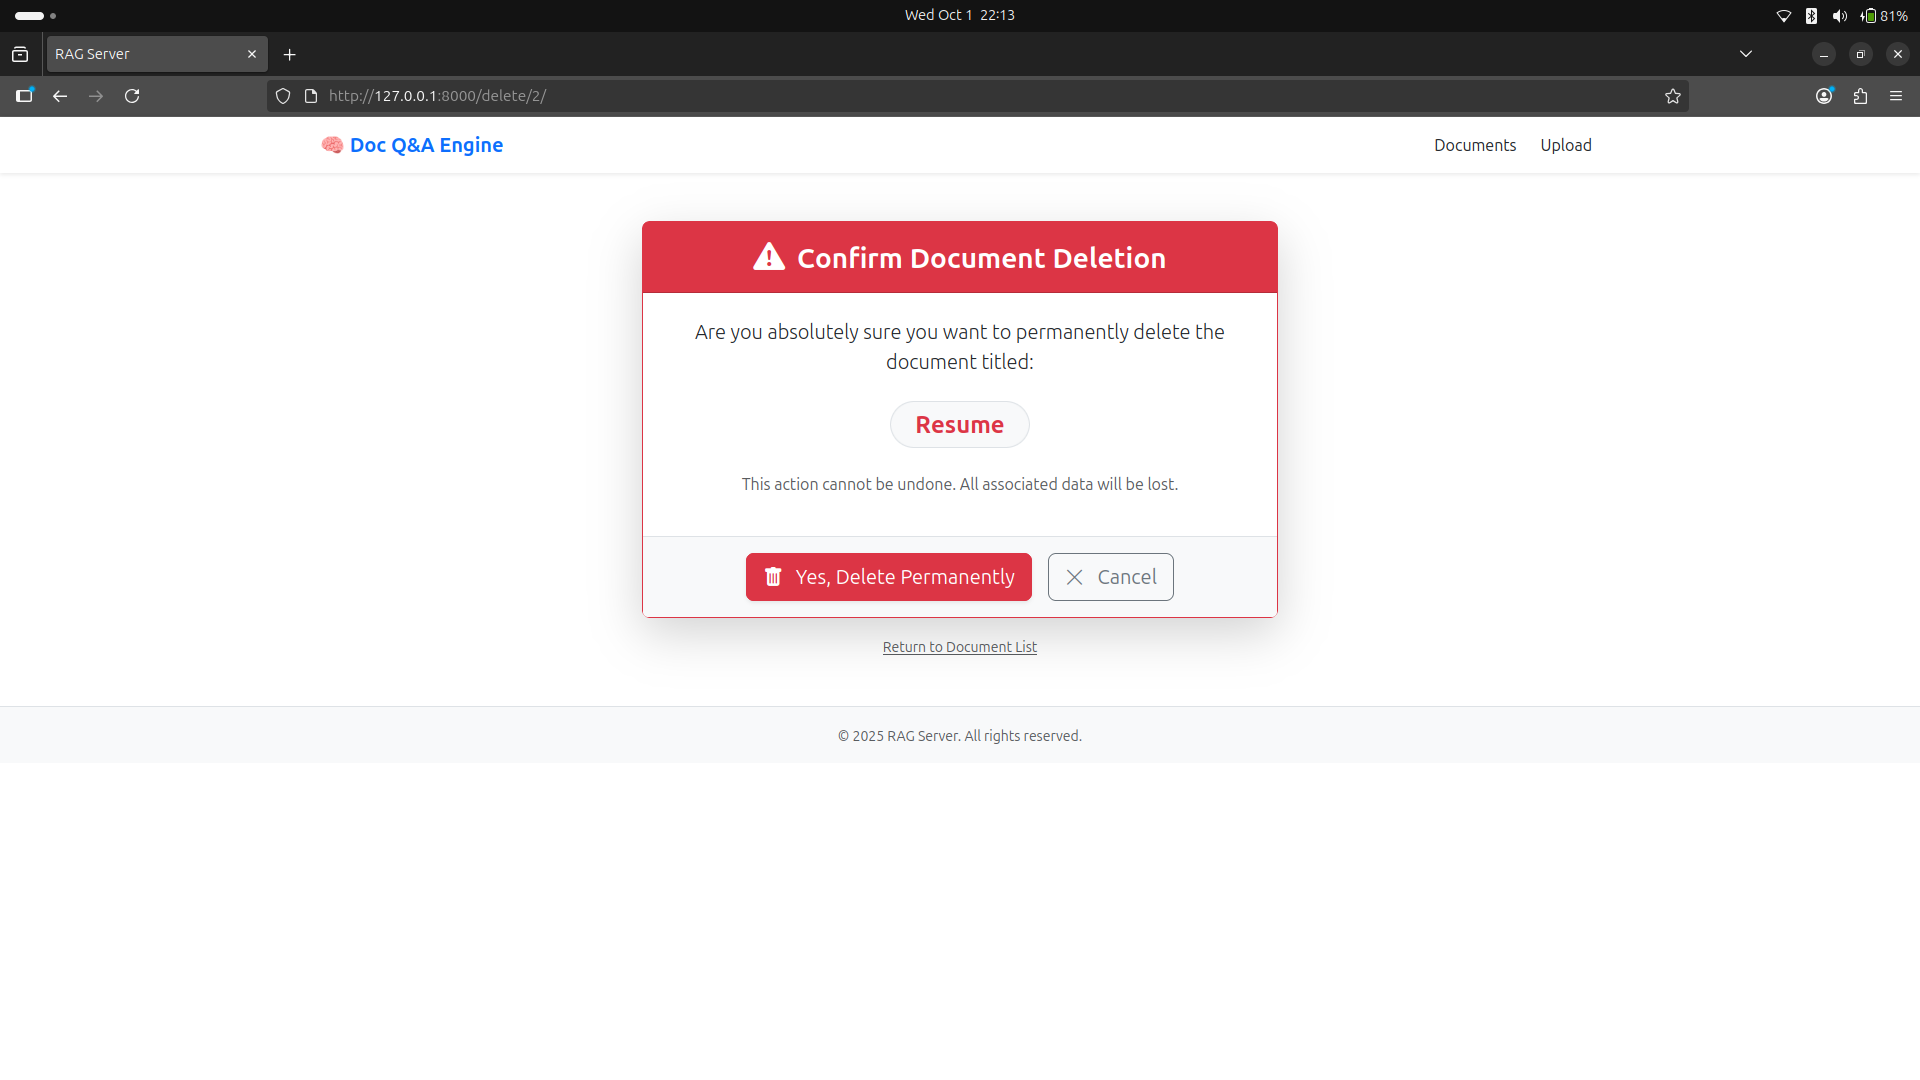 Wed Oct 1 22:13
81%
RAG Server
http://127.0.0.1:8000/delete/2/
Doc Q&A Engine
Documents Upload
Confirm Document Deletion
Are you absolutely sure you want to permanently delete the
document titled:
Resume
This action cannot be undone. All associated data will be lost.
Yes, Delete Permanently Cancel
Return to Document List
© 2025 RAG Server. All rights reserved.